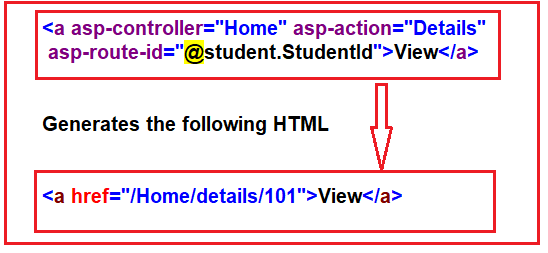 <a asp-controller="Home" asp-action="Details"
asp-route-id="@student.StudentId">View</a>
Generates the following HTML
<a href="/Home/details/101">View</a>